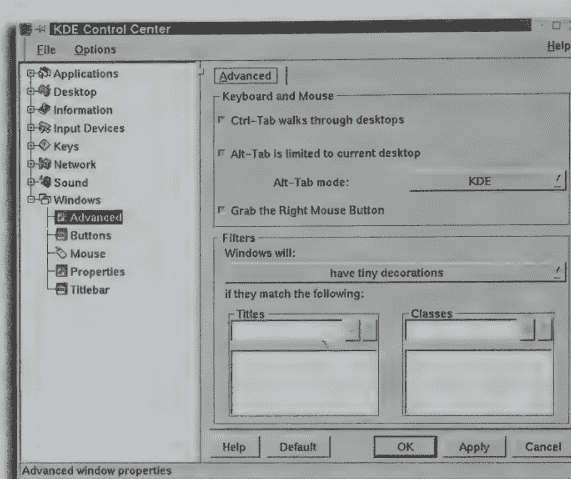 KDE Control Center
File Options Help
Applications
Desktop
Information
Input Devices
Keys
Network
Sound
Windows
Advanced
Buttons
Mouse
Properties
Titlebar
Advanced
Keyboard and Mouse
Ctrl-Tab walks through desktops
Alt-Tab is limited to current desktop
Alt-Tab mode: KDE
Grab the Right Mouse Button
Filters
Windows will:
have tiny decorations
if they match the following:
Titles Classes
Help Default OK Apply Cancel
Advanced window properties